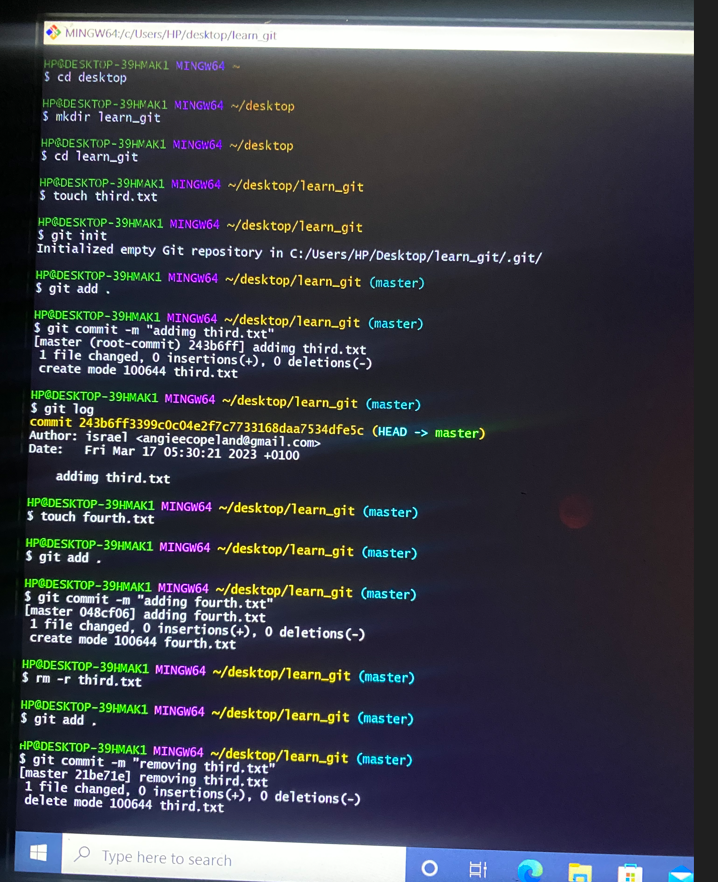 MINGW64:/c/Users/HP/desktop/learn_git
HP@DESKTOP-39HMAK1 MINGW64 ~
$ cd desktop
HP@DESKTOP-39HMAK1 MINGW64 ~/desktop
$ mkdir learn_git
HP@DESKTOP-39HMAK1 MINGW64 ~/desktop
$ cd learn_git
HP@DESKTOP-39HMAK1 MINGW64 ~/desktop/learn_git
$ touch third.txt
HP@DESKTOP-39HMAK1 MINGW64 ~/desktop/learn_git
$ git init
Initialized empty Git repository in C:/Users/HP/Desktop/learn_git/.git/
HP@DESKTOP-39HMAK1 MINGW64 ~/desktop/learn_git (master)
$ git add .
HP@DESKTOP-39HMAK1 MINGW64 ~/desktop/learn_git (master)
$ git commit -m "addimg third.txt"
[master (root-commit) 243b6ff] addimg third.txt
1 file changed, 0 insertions(+), 0 deletions(-)
create mode 100644 third.txt
HP@DESKTOP-39HMAK1 MINGW64 ~/desktop/learn_git (master)
$ git log
commit 243b6ff3399c0c04e2f7c7733168daa7534dfe5c (HEAD -> master)
Author: israel <angieecopeland@gmail.com>
Date:   Fri Mar 17 05:30:21 2023 +0100
addimg third.txt
HP@DESKTOP-39HMAK1 MINGW64 ~/desktop/learn_git (master)
$ touch fourth.txt
HP@DESKTOP-39HMAK1 MINGW64 ~/desktop/learn_git (master)
$ git add .
HP@DESKTOP-39HMAK1 MINGW64 ~/desktop/learn_git (master)
$ git commit -m "adding fourth.txt"
[master 048cf06] adding fourth.txt
1 file changed, 0 insertions(+), 0 deletions(-)
create mode 100644 fourth.txt
HP@DESKTOP-39HMAK1 MINGW64 ~/desktop/learn_git (master)
$ rm -r third.txt
HP@DESKTOP-39HMAK1 MINGW64 ~/desktop/learn_git (master)
$ git add .
HP@DESKTOP-39HMAK1 MINGW64 ~/desktop/learn_git (master)
$ git commit -m "removing third.txt"
[master 21be71e] removing third.txt
1 file changed, 0 insertions(+), 0 deletions(-)
delete mode 100644 third.txt
Type here to search